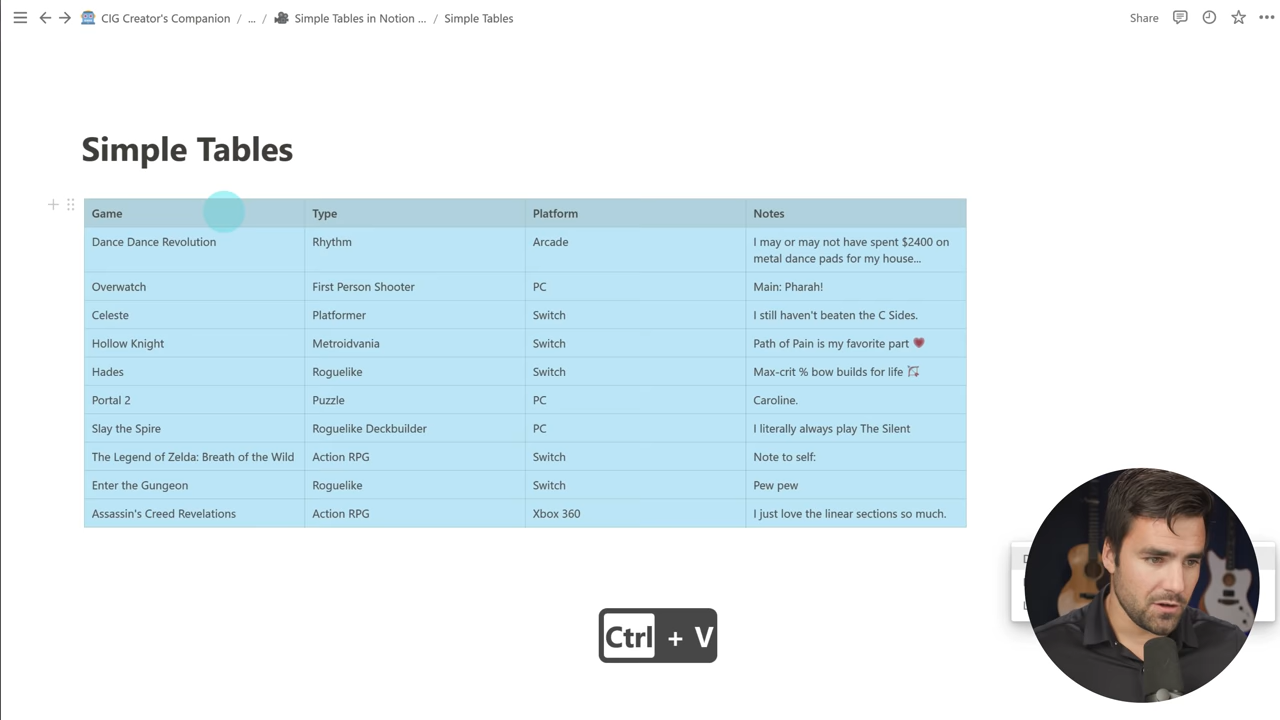 CIG Creator's Companion / ... / Simple Tables in Notion ... / Simple Tables
Share
Simple Tables
Game Type Platform Notes
Dance Dance Revolution Rhythm Arcade I may or may not have spent $2400 on
metal dance pads for my house...
Overwatch First Person Shooter PC Main: Pharah!
Celeste Platformer Switch I still haven't beaten the C Sides.
Hollow Knight Metroidvania Switch Path of Pain is my favorite part
Hades Roguelike Switch Max-crit % bow builds for life
Portal 2 Puzzle PC Caroline.
Slay the Spire Roguelike Deckbuilder PC I literally always play The Silent
The Legend of Zelda: Breath of the Wild Action RPG Switch Note to self:
Enter the Gungeon Roguelike Switch Pew pew
Assassin's Creed Revelations Action RPG Xbox 360 I just love the linear sections so much.
Ctrl + V